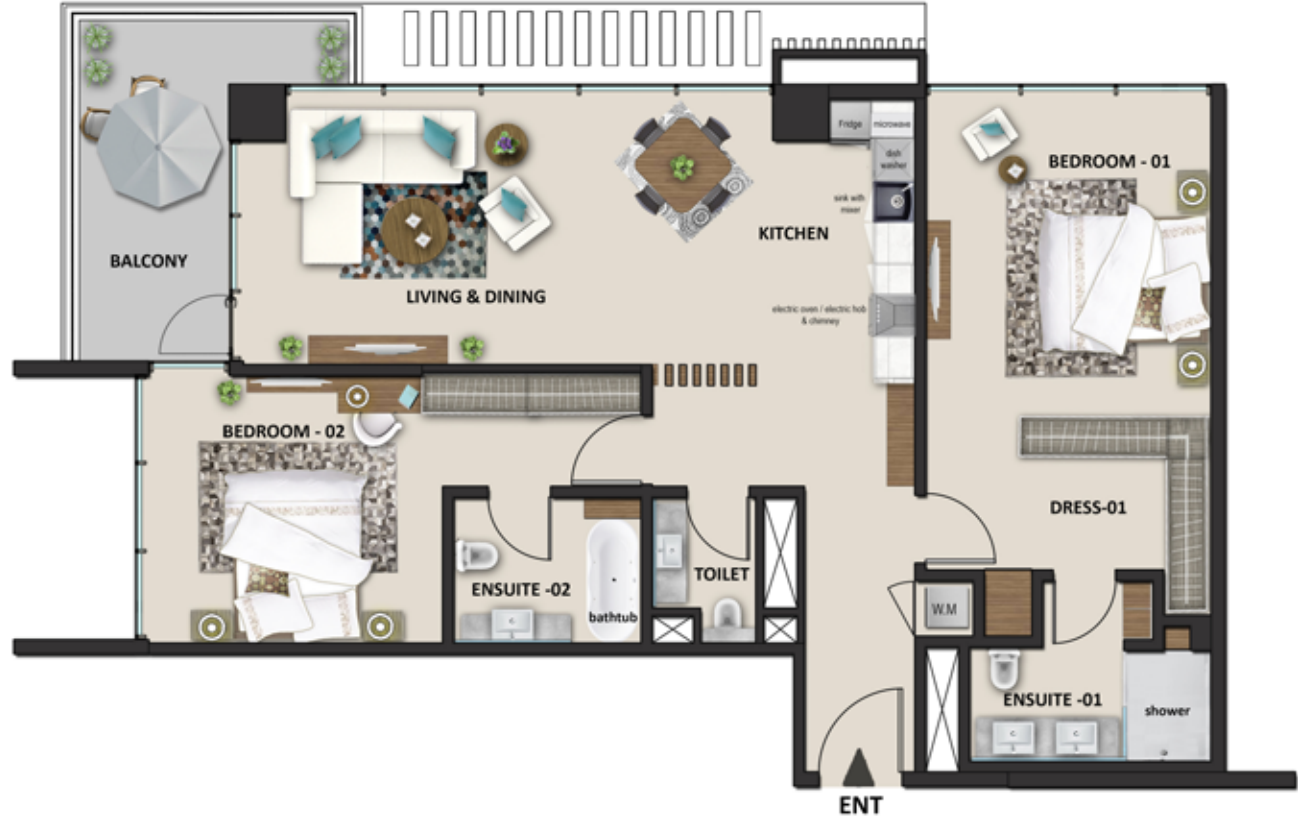 Fridge
microwave
dish
washer
BEDROOM - 01
sink with
mixer
KITCHEN
BALCONY
LIVING & DINING
electric oven / electric hob
& chimney
BEDROOM - 02
DRESS-01
TOILET
ENSUITE -02
bathtub
W.M
ENSUITE -01
shower
ENT